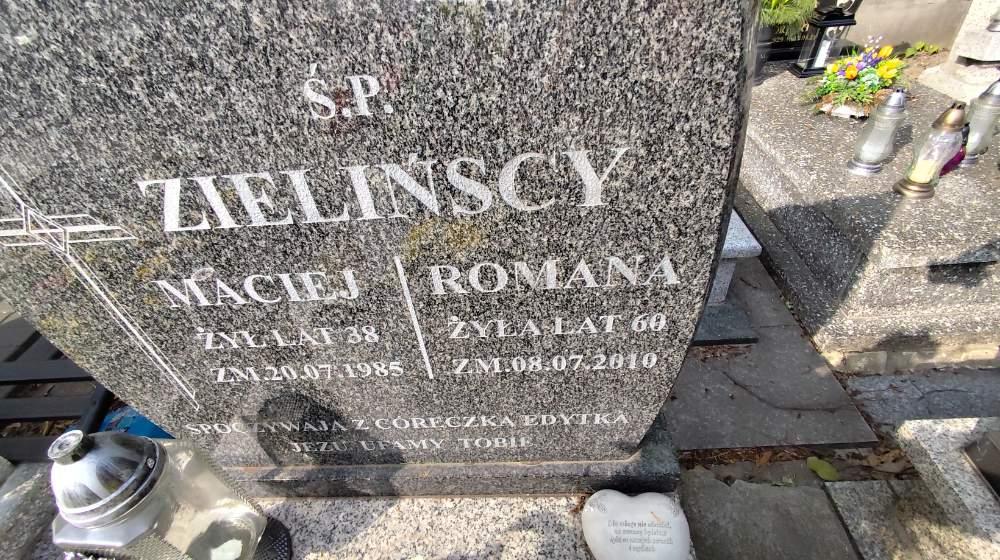 Ś.P.
ZIELIŃSCY
MACIEJ
ŻYŁ LAT 38
ZM.20.07.1985
ROMANA
ŻYŁA LAT 60
ZM.08.07.2010
SPOCZYWAJĄ Z CÓRECZKĄ EDYTKĄ
JEZU UFAMY TOBIE